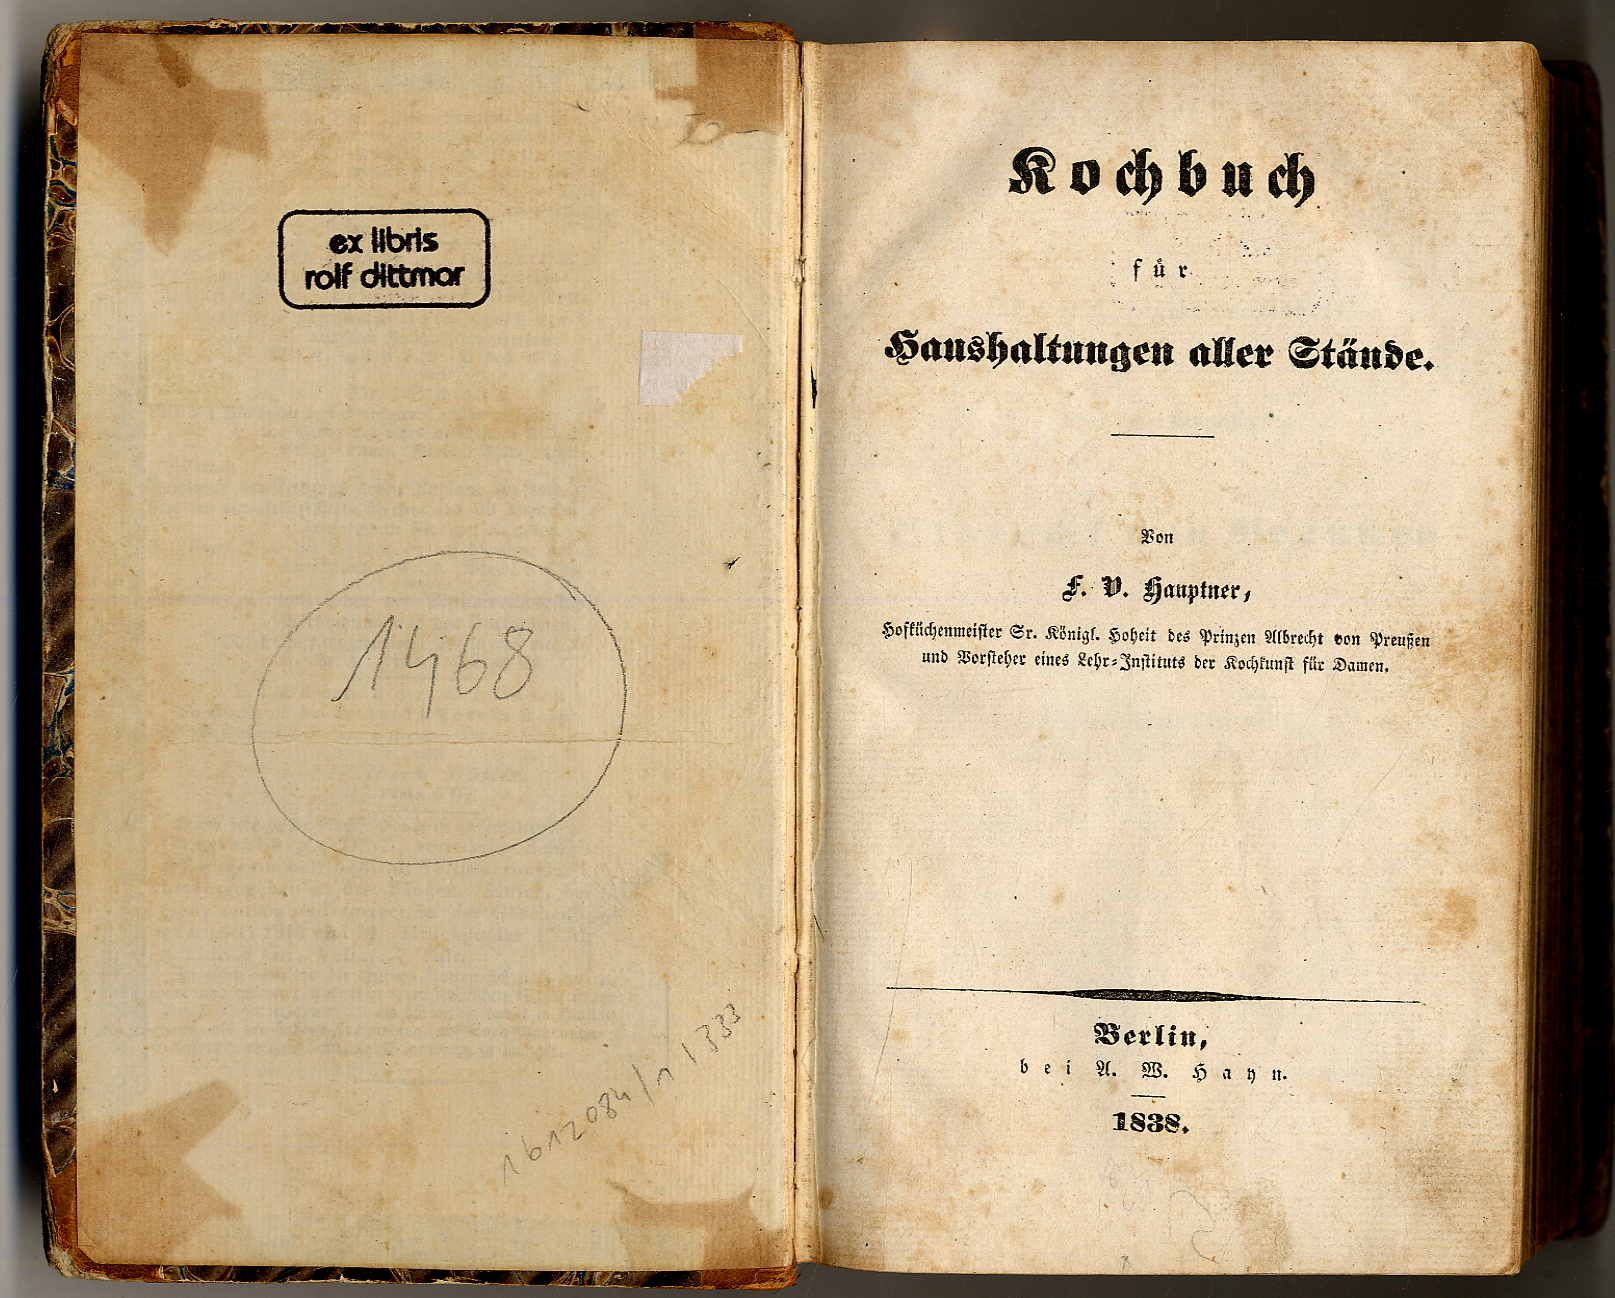 ex libris
rolf dittmar
1468
1612084/11333
Kochbuch
für
Haushaltungen aller Stände.
Von
F. V. Hauptner,
Hofküchenmeister Sr. Königl. Hoheit des Prinzen Albrecht von Preußen
und Vorsteher eines Lehr-Instituts der Kochkunst für Damen.
Berlin,
bei A. W. Hayn.
1838.